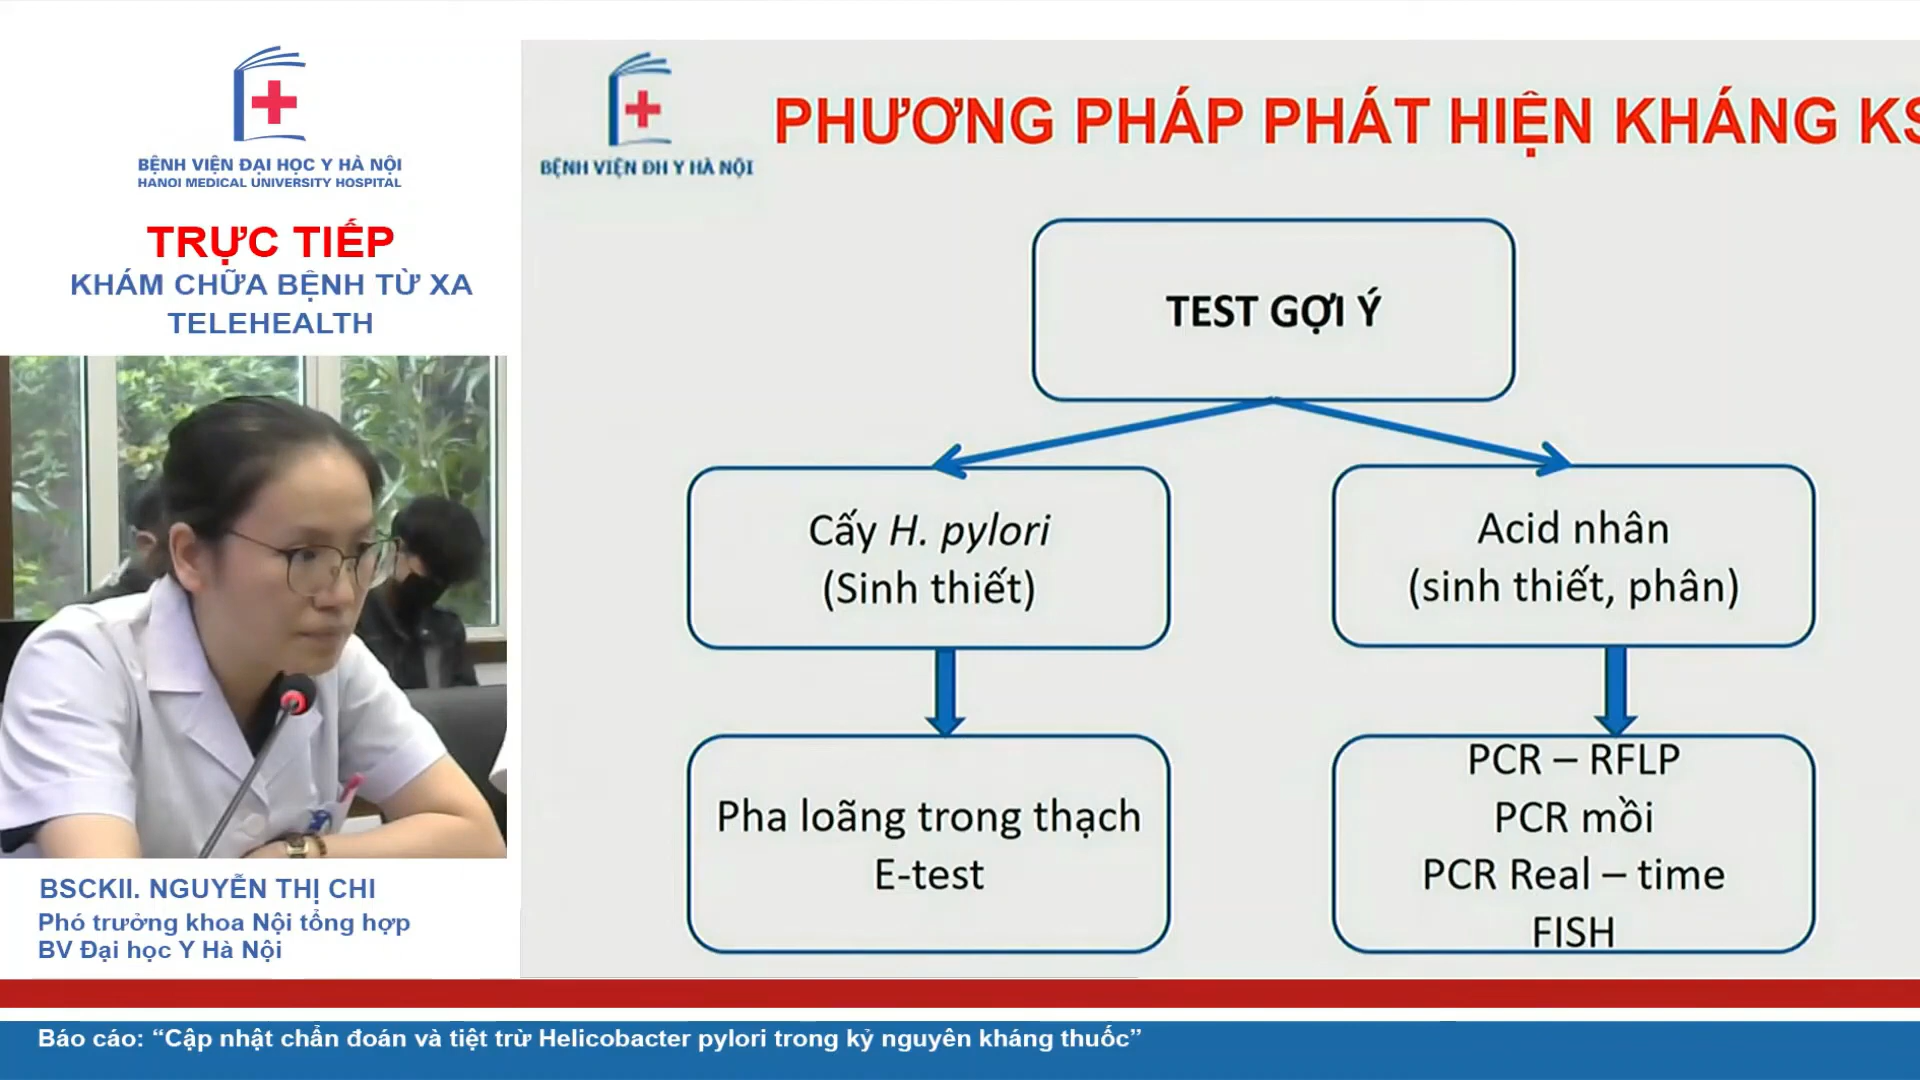 BỆNH VIỆN ĐẠI HỌC Y HÀ NỘI
HANOI MEDICAL UNIVERSITY HOSPITAL
TRỰC TIẾP
KHÁM CHỮA BỆNH TỪ XA
TELEHEALTH
BSCKII. NGUYỄN THỊ CHI
Phó trưởng khoa Nội tổng hợp
BV Đại học Y Hà Nội
BỆNH VIỆN ĐH Y HÀ NỘI
PHƯƠNG PHÁP PHÁT HIỆN KHÁNG KS
TEST GỢI Ý
Cấy H. pylori
(Sinh thiết)
Acid nhân
(sinh thiết, phân)
Pha loãng trong thạch
E-test
PCR – RFLP
PCR mồi
PCR Real – time
FISH
Báo cáo: “Cập nhật chẩn đoán và tiệt trừ Helicobacter pylori trong kỷ nguyên kháng thuốc”